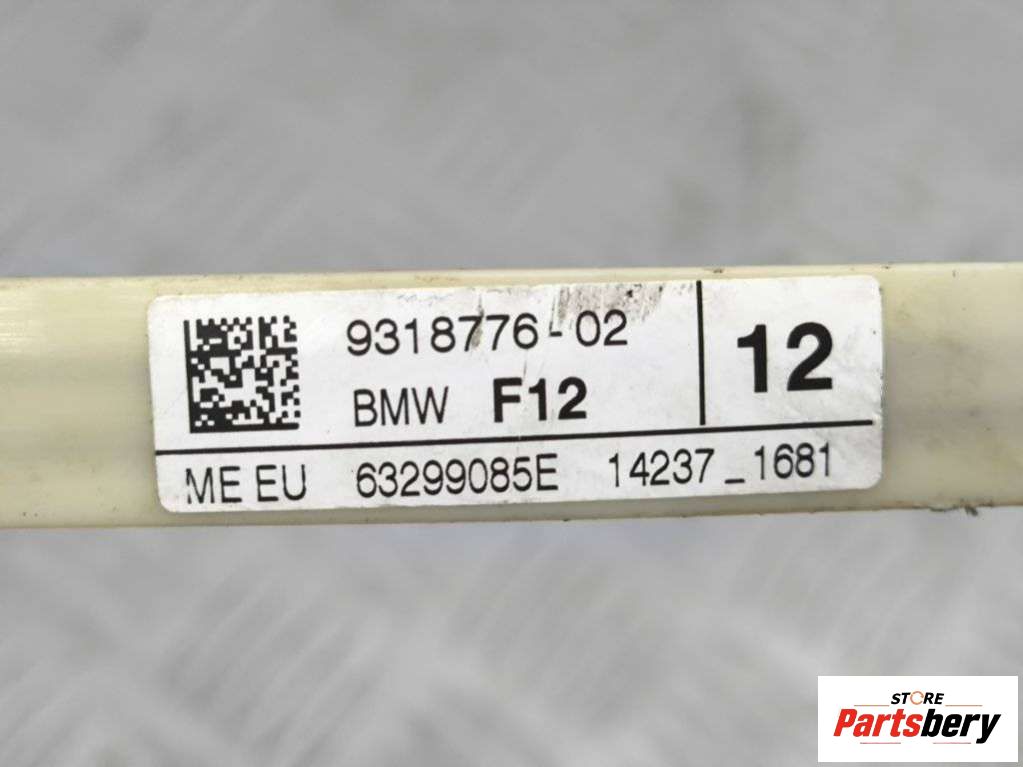 9318776-02
BMW F12
12
ME EU 63299085E 14237_1681
STORE
Partsbery